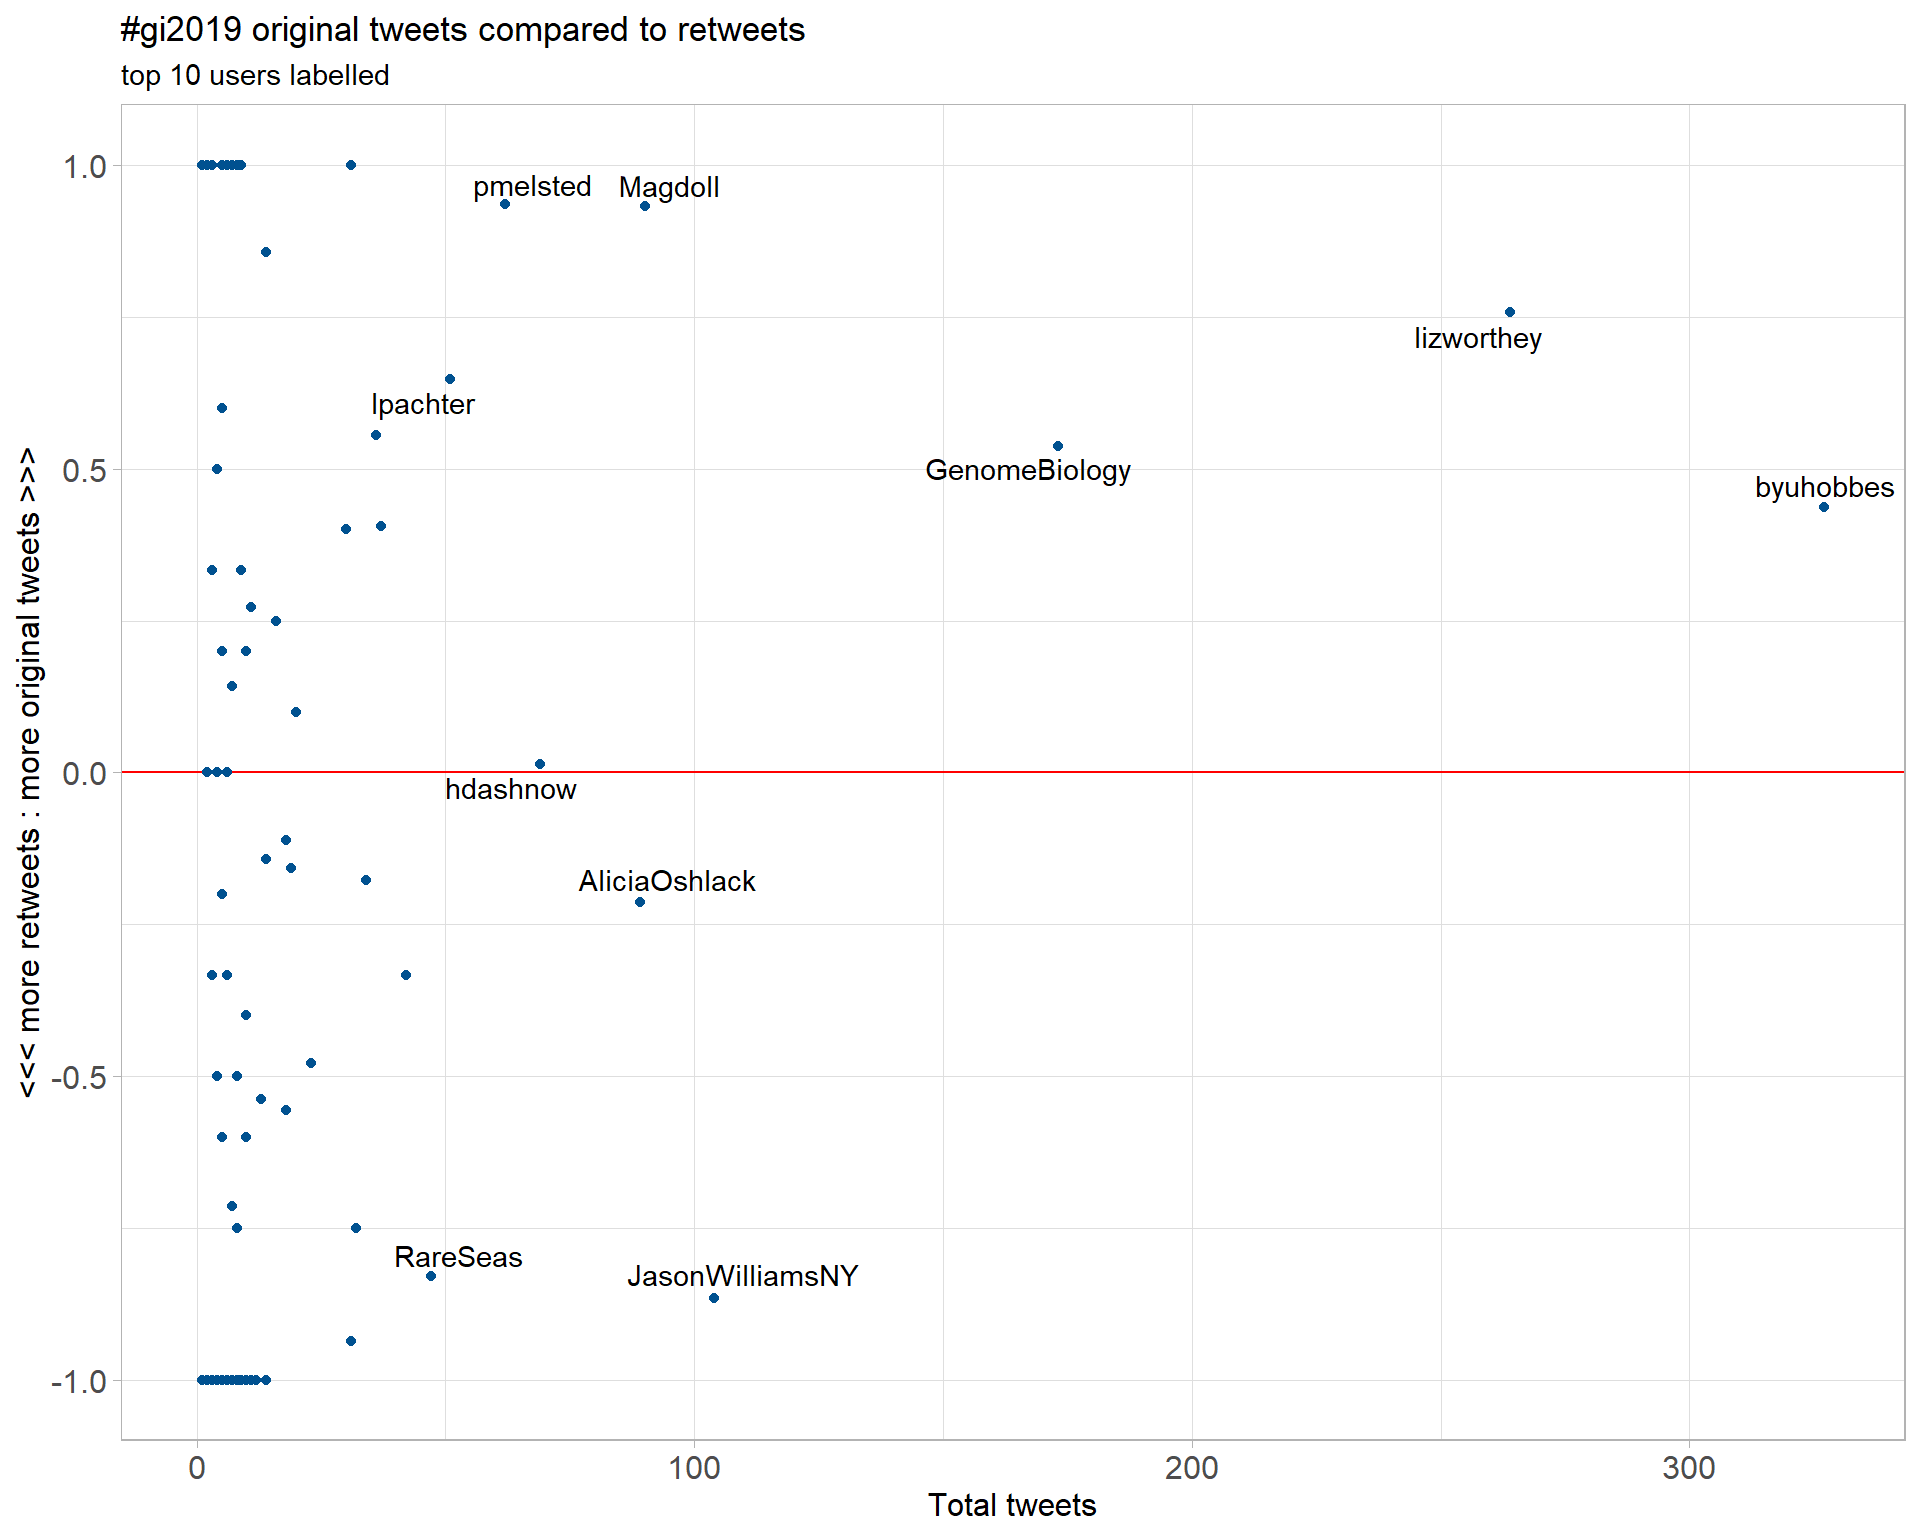 #gi2019 original tweets compared to retweets
top 10 users labelled
<<< more retweets : more original tweets >>>
1.0
0.5
0.0
-0.5
-1.0
pmelsted
Magdoll
lizworthey
lpachter
GenomeBiology
byuhobbes
hdashnow
AliciaOshlack
RareSeas
JasonWilliamsNY
0
100
200
300
Total tweets